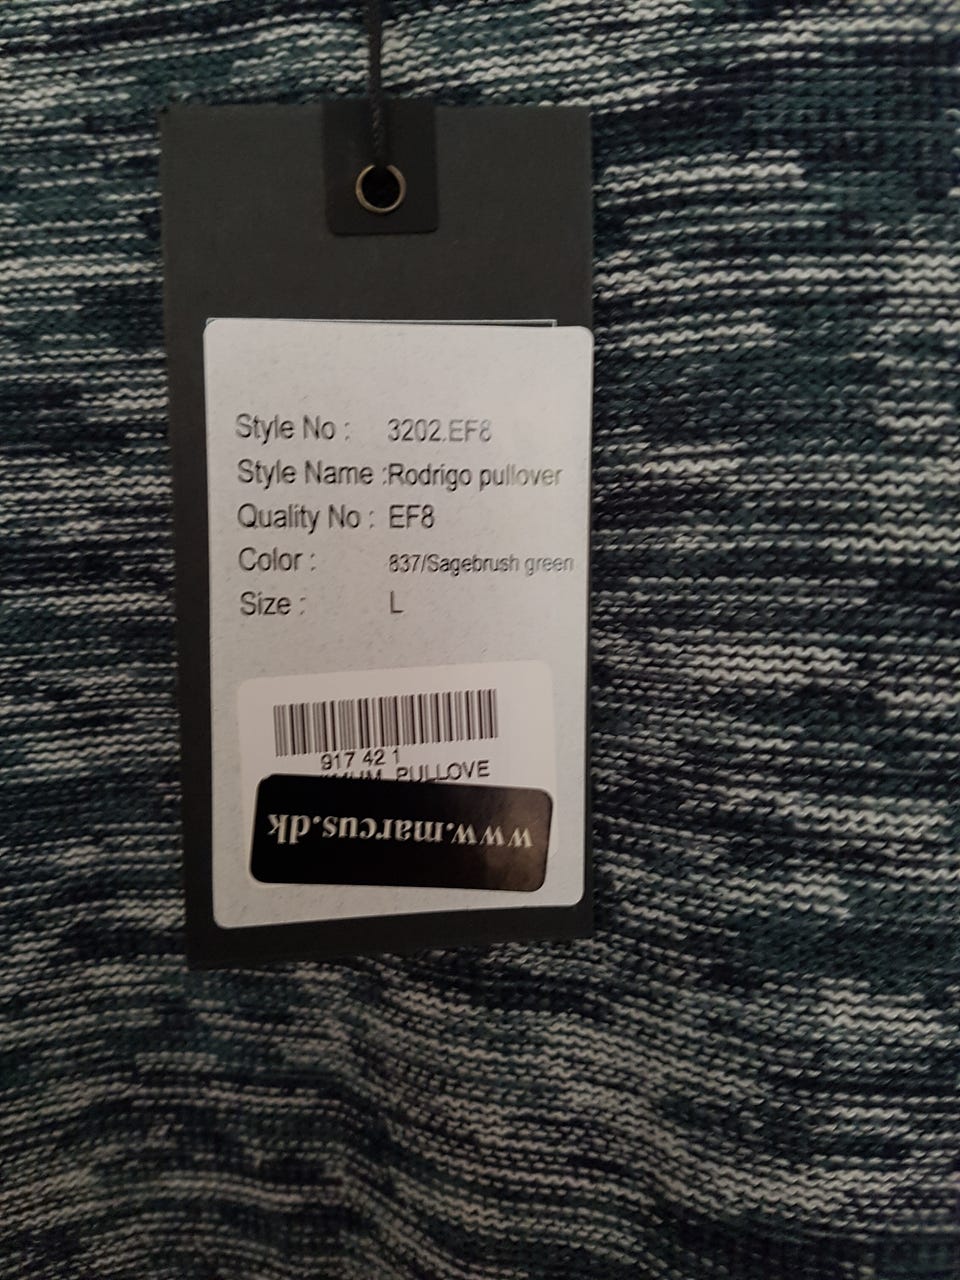 Style No : 3202.EF8
Style Name :Rodrigo pullover
Quality No : EF8
Color : 837/Sagebrush green
Size : L
917 42 1
PULLOVE
www.marcus.dk